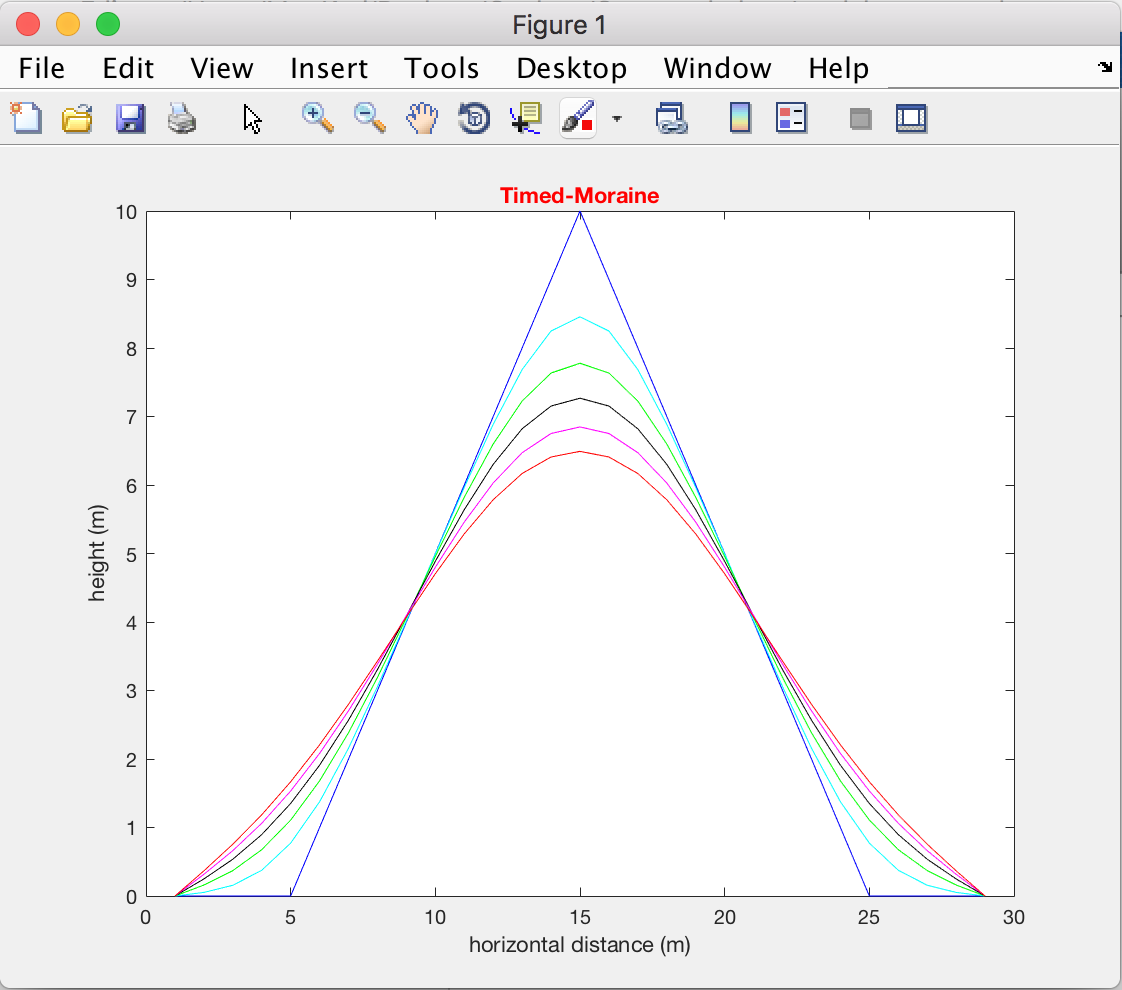 Figure 1
File Edit View Insert Tools Desktop Window Help
Timed-Moraine
10
9
8
7
6
5
4
3
2
1
0
height (m)
0 5 10 15 20 25 30
horizontal distance (m)